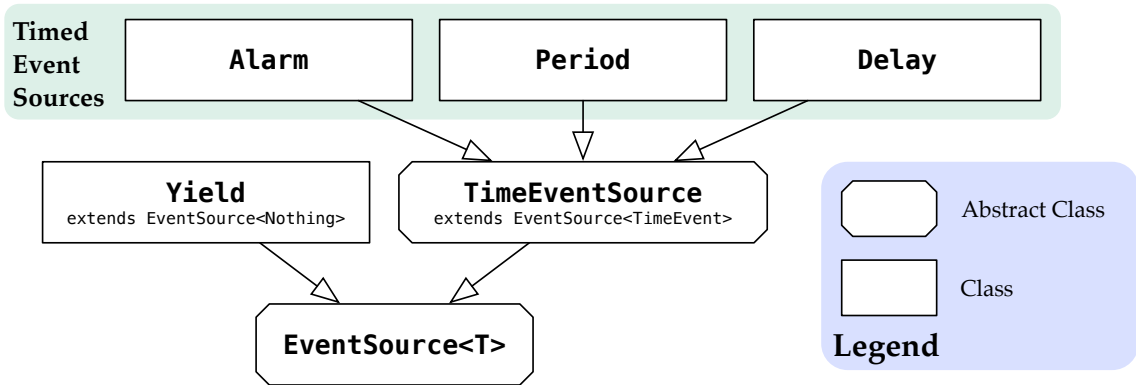 Timed
Event
Sources
Alarm
Period
Delay
Yield
extends EventSource<Nothing>
TimeEventSource
extends EventSource<TimeEvent>
EventSource<T>
Abstract Class
Class
Legend